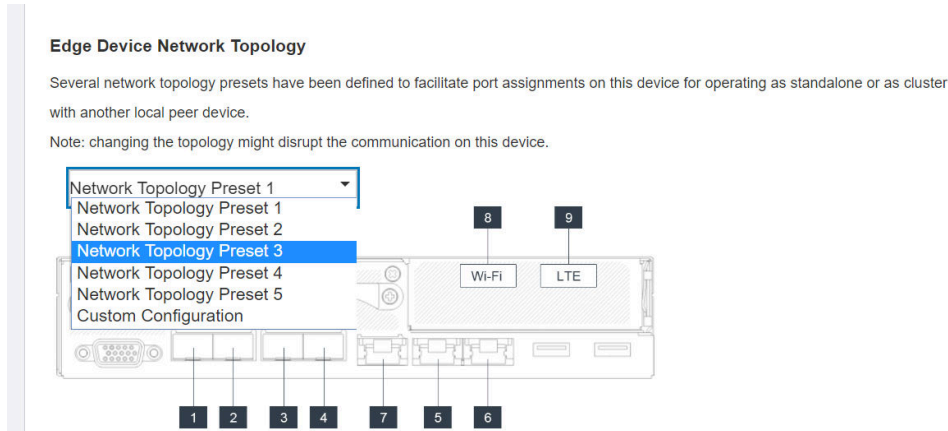 Edge Device Network Topology
Several network topology presets have been defined to facilitate port assignments on this device for operating as standalone or as cluster
with another local peer device.
Note: changing the topology might disrupt the communication on this device.
Network Topology Preset 1
Network Topology Preset 1
Network Topology Preset 2
Network Topology Preset 3
Network Topology Preset 4
Network Topology Preset 5
Custom Configuration
8 9
Wi-Fi LTE
1 2 3 4 7 5 6